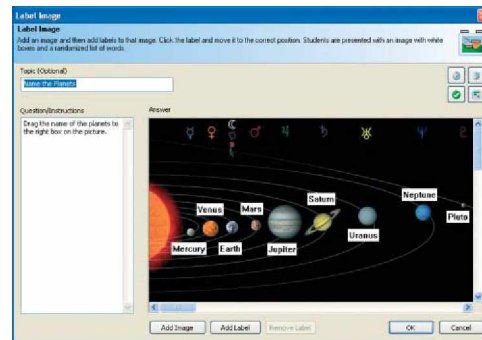 Label Image
Label Image
Add an image and then add labels to that image. Click the label and move it to the correct position. Students are presented with an image with white
boxes and a randomized list of words.
Topic (Optional)
Name the Planets
Question/Instructions
Answer
Drag the name of the planets to
the right box on the picture.
Mercury
Venus
Earth
Mars
Jupiter
Saturn
Uranus
Neptune
Pluto
Add Image
Add Label
Remove Label
OK
Cancel